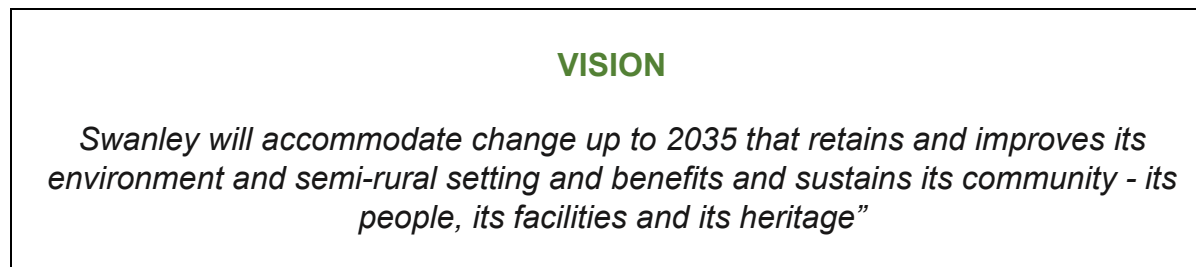 VISION
Swanley will accommodate change up to 2035 that retains and improves its
environment and semi-rural setting and benefits and sustains its community - its
people, its facilities and its heritage”